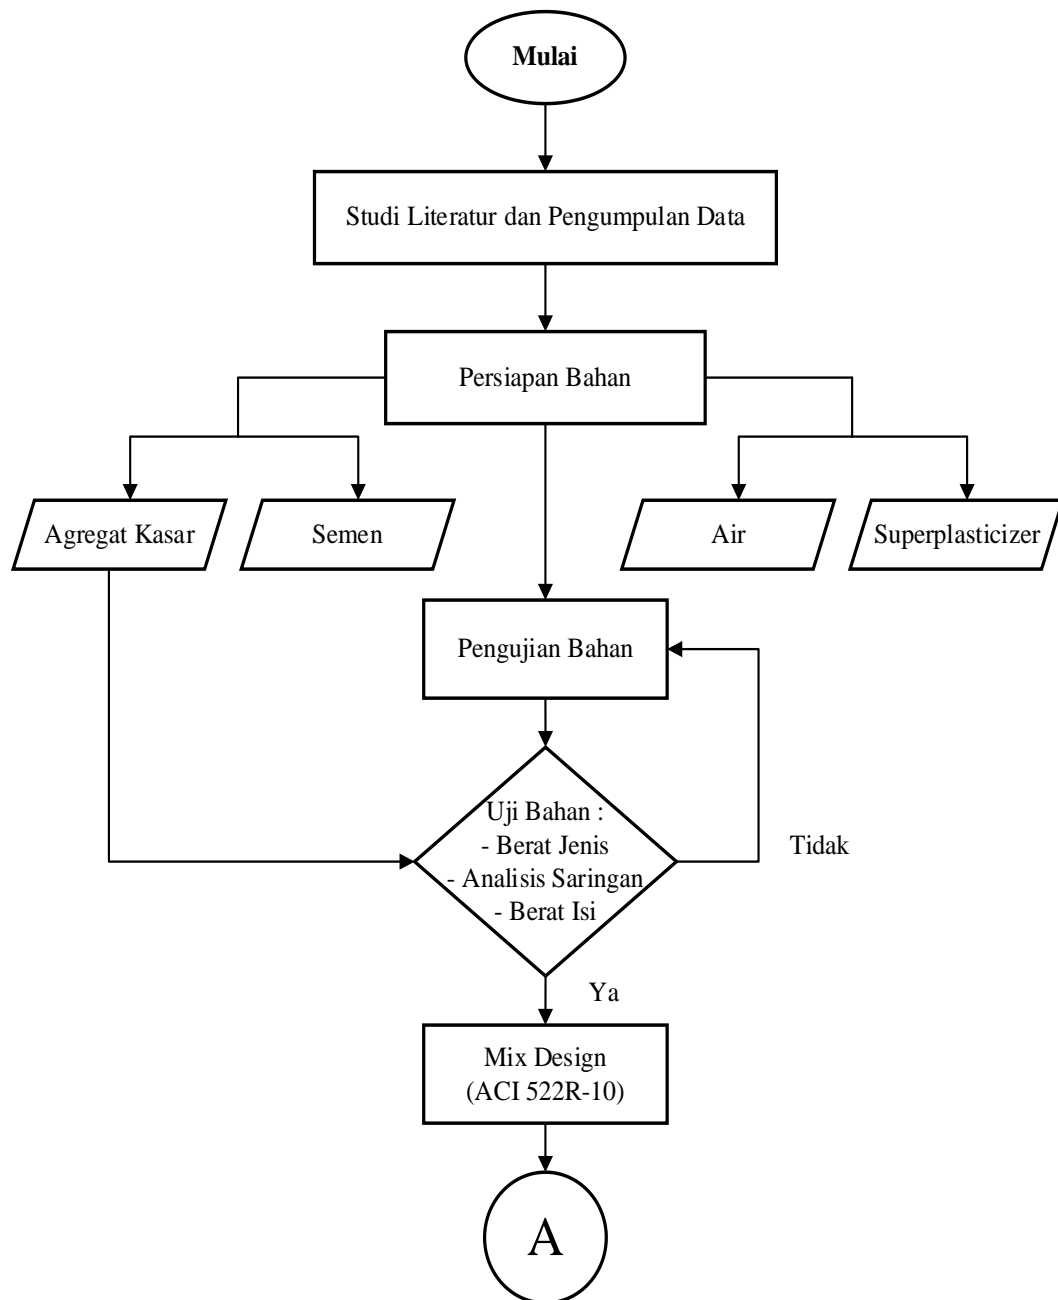 Mulai
Studi Literatur dan Pengumpulan Data
Persiapan Bahan
Agregat Kasar
Semen
Air
Superplasticizer
Pengujian Bahan
Uji Bahan :
- Berat Jenis
- Analisis Saringan
- Berat Isi
Tidak
Ya
Mix Design
(ACI 522R-10)
A